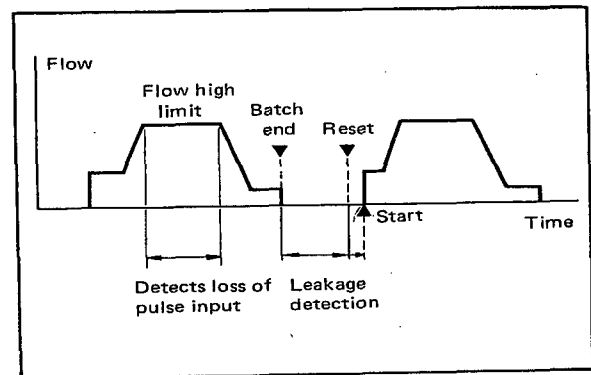 Flow
Flow high
limit
Batch
end
Reset
Start
Time
Detects loss of
pulse input
Leakage
detection